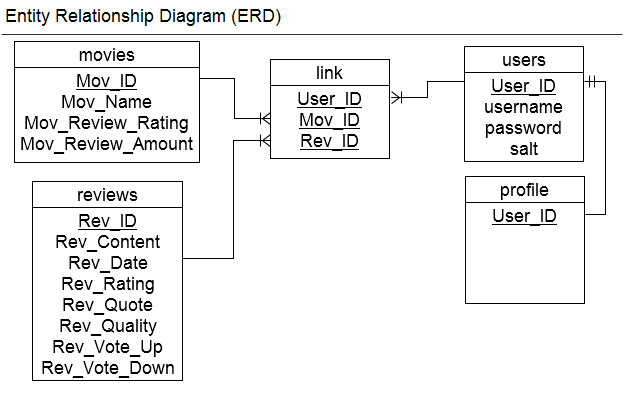 Entity Relationship Diagram (ERD)
movies
Mov_ID
Mov_Name
Mov_Review_Rating
Mov_Review_Amount
link
User_ID
Mov_ID
Rev_ID
users
User_ID
username
password
salt
reviews
Rev_ID
Rev_Content
Rev_Date
Rev_Rating
Rev_Quote
Rev_Quality
Rev_Vote_Up
Rev_Vote_Down
profile
User_ID